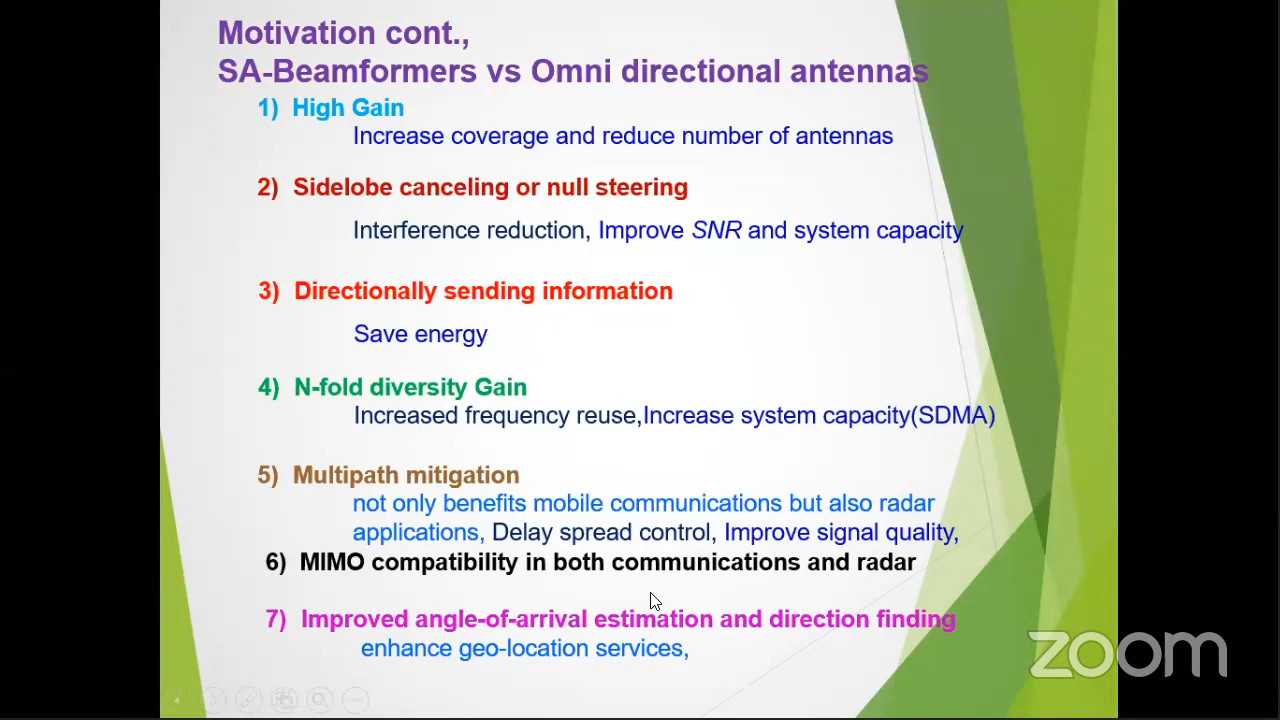 Motivation cont.,
SA-Beamformers vs Omni directional antennas
1) High Gain
Increase coverage and reduce number of antennas
2) Sidelobe canceling or null steering
Interference reduction, Improve SNR and system capacity
3) Directionally sending information
Save energy
4) N-fold diversity Gain
Increased frequency reuse,Increase system capacity(SDMA)
5) Multipath mitigation
not only benefits mobile communications but also radar
applications, Delay spread control, Improve signal quality,
6) MIMO compatibility in both communications and radar
7) Improved angle-of-arrival estimation and direction finding
enhance geo-location services,
zoom